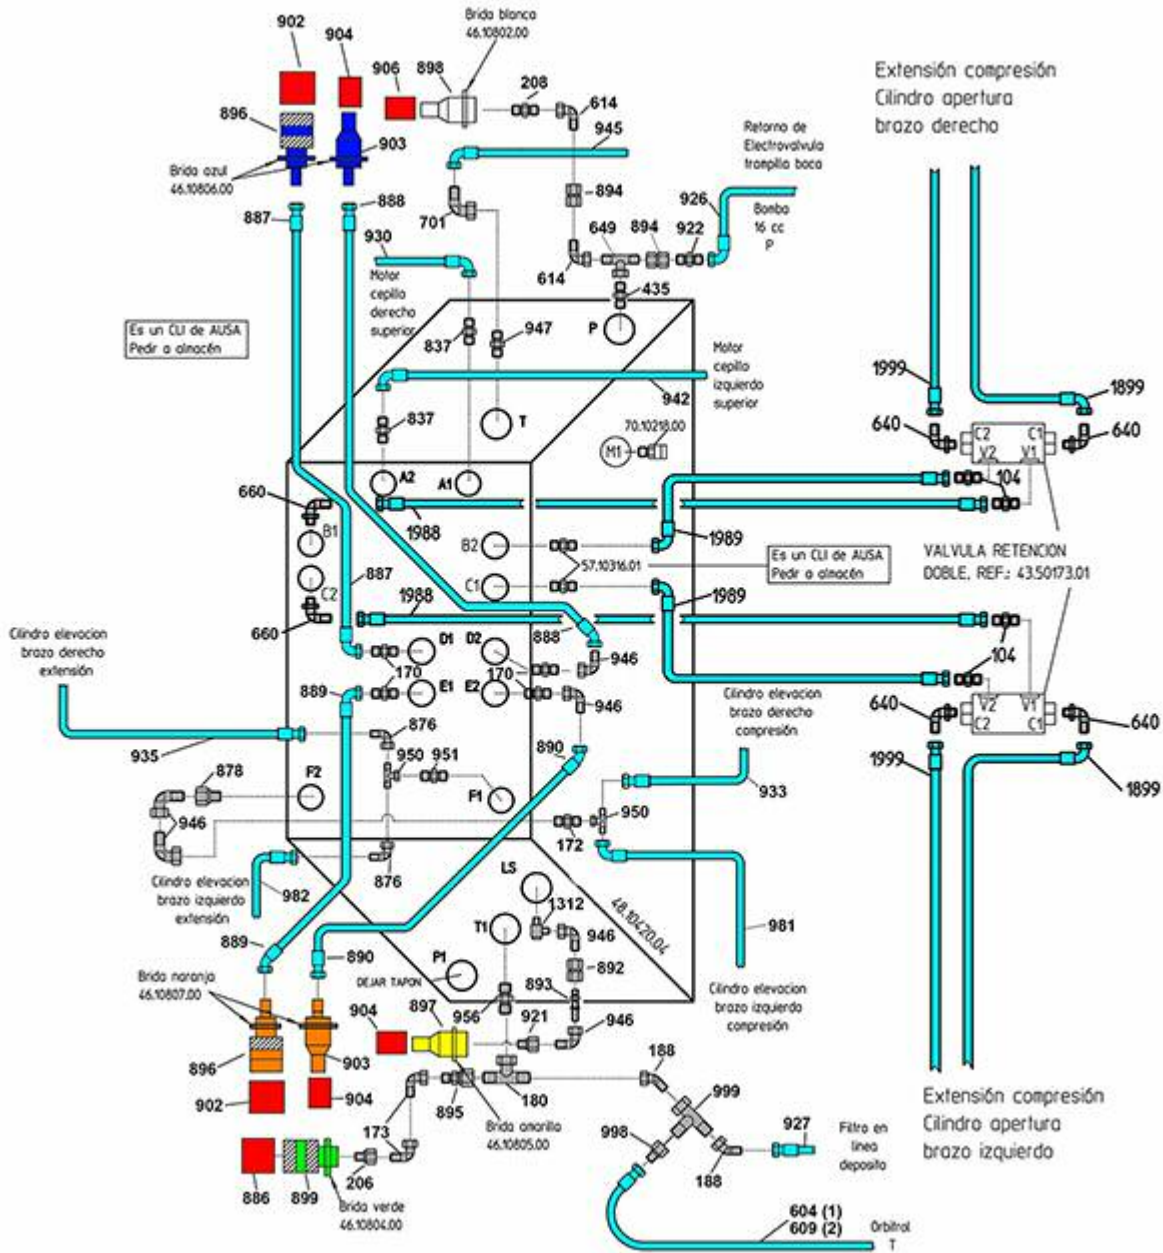 902
904
Brida blanca
46.10802.00
906
898
208
614
945
Retorno de
Electrovalvula
trampilla boca
Extensión compresión
Cilindro apertura
brazo derecho
896
903
Brida azul
46.10806.00
887
888
701
894
926
Bomba
16 cc
P
930
649
894
922
614
Motor
cepillo
derecho
superior
435
P
Es un CLI de AUSA
Pedir a almacén
837
947
Motor
cepillo
izquierdo
superior
942
1999
1899
837
T
70.10218.00
M1
640
C2
C1
V2
V1
640
660
A2
A1
104
B1
1988
B2
1989
57.10316.01
Es un CLI de AUSA
Pedir a almacén
VALVULA RETENCION
DOBLE, REF.: 43.50173.01
887
C2
C1
1988
1989
660
888
Cilindro elevacion
brazo derecho
extensión
D1
D2
946
104
170
170
889
E1
E2
946
Cilindro elevacion
brazo derecho
compresión
640
V2
V1
C2
C1
640
876
890
935
950
951
933
1999
1899
878
F2
F1
950
946
172
Cilindro elevacion
brazo izquierdo
extensión
982
876
LS
1312
48.10420.04
981
889
890
T1
946
P1
892
DEJAR TAPON
893
Cilindro elevacion
brazo izquierdo
compresión
Brida naranja
46.10807.00
956
904
897
921
946
896
903
188
902
904
895
180
999
Extensión compresión
Cilindro apertura
brazo izquierdo
173
Brida amarilla
46.10805.00
998
927
Filtro en
linea
deposito
188
886
899
206
Brida verde
46.10804.00
604 (1)
609 (2)
Orbitrol
T